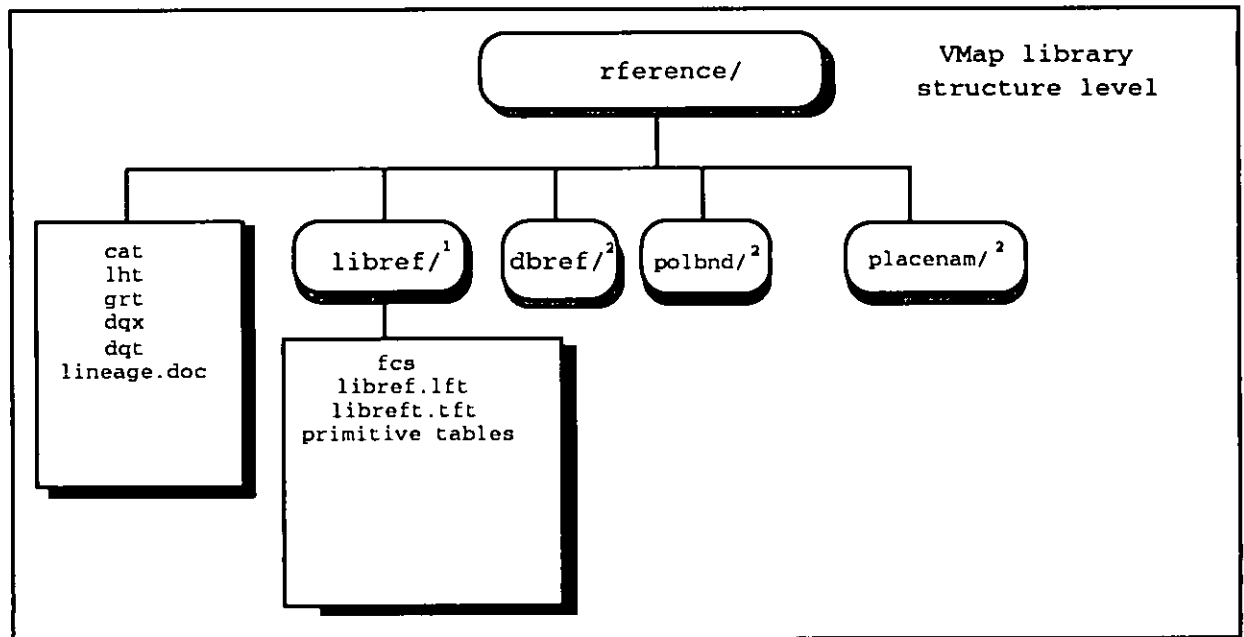 rference/
VMap library
structure level
cat
lht
grt
dqx
dqt
lineage.doc
libref/¹
dbref/²
polbnd/²
placenam/²
fcs
libref.lft
libreft.tft
primitive tables